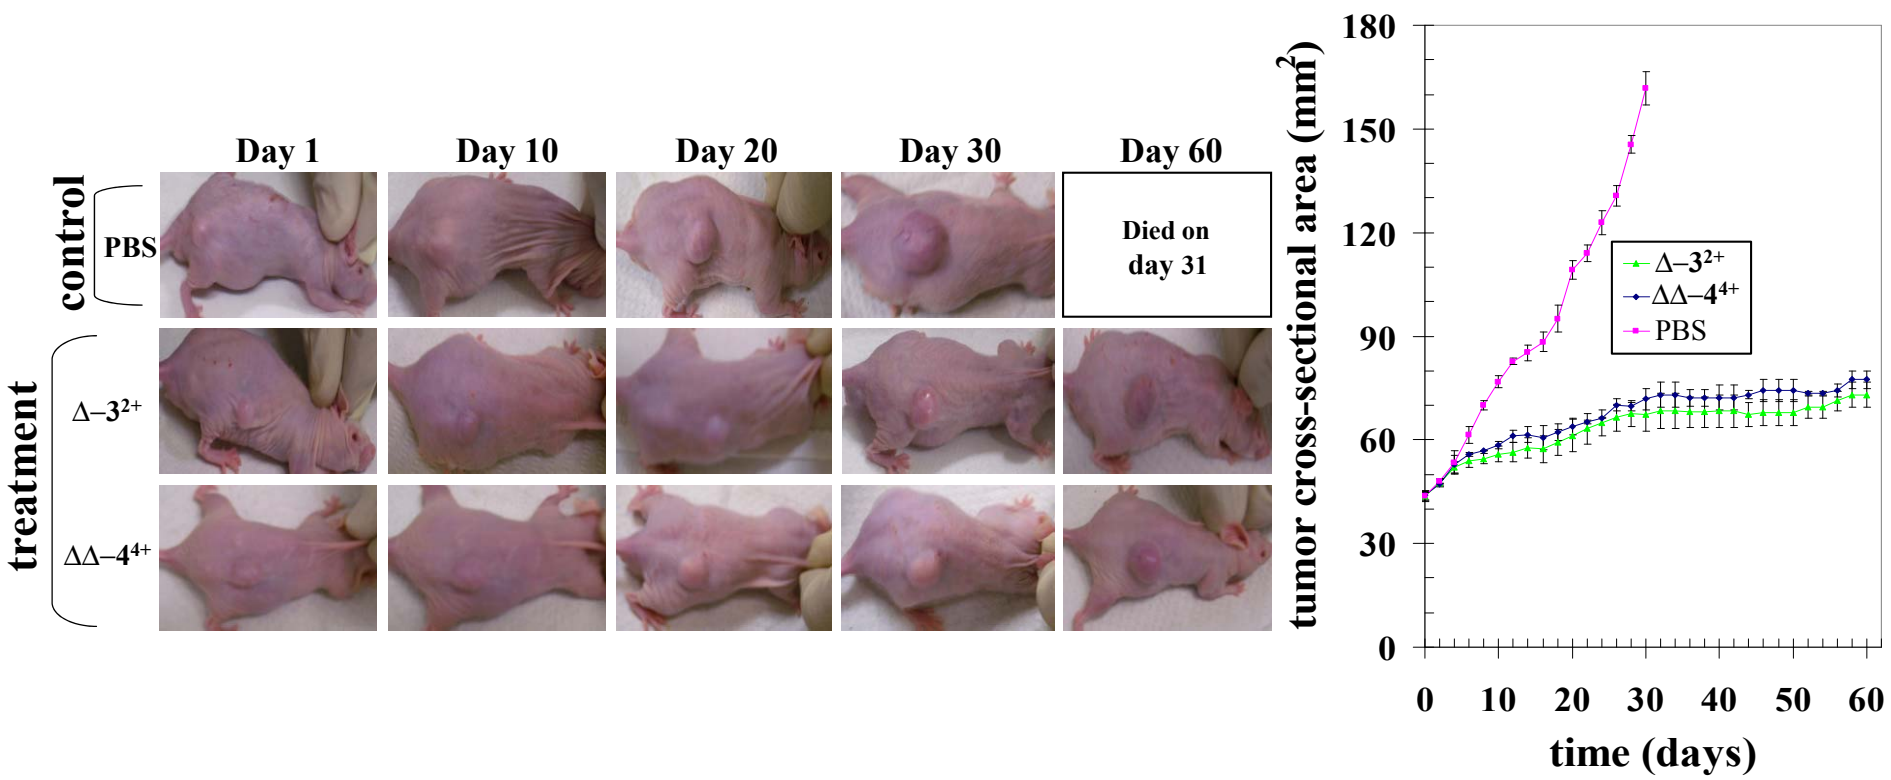 Day 1
Day 10
Day 20
Day 30
Day 60
control
PBS
Died on
day 31
treatment
Δ–3²⁺
ΔΔ–4⁴⁺
tumor cross-sectional area (mm²)
180
150
120
90
60
30
0
Δ–3²⁺
ΔΔ–4⁴⁺
PBS
0 10 20 30 40 50 60
time (days)